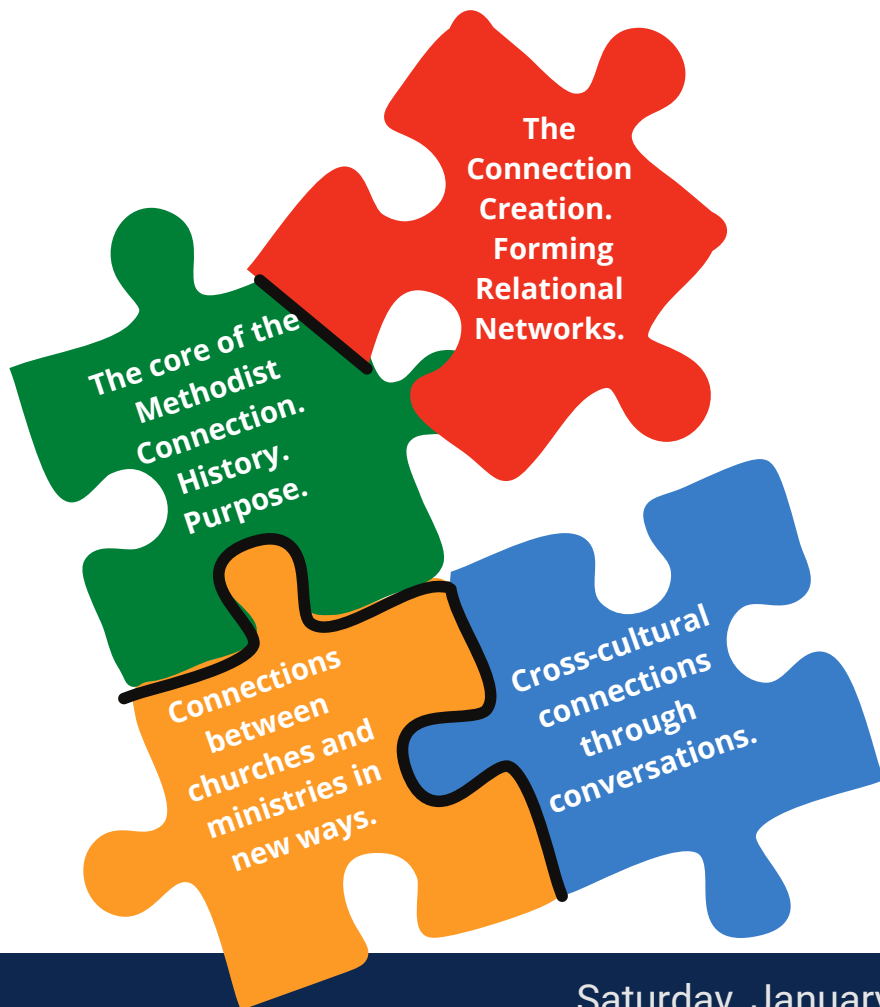 The
Connection
Creation.
Forming
Relational
Networks.
The core of the
Methodist
Connection.
History.
Purpose.
Cross-cultural
connections
through
conversations.
Connections
between
churches and
ministries in
new ways.
Saturday, January